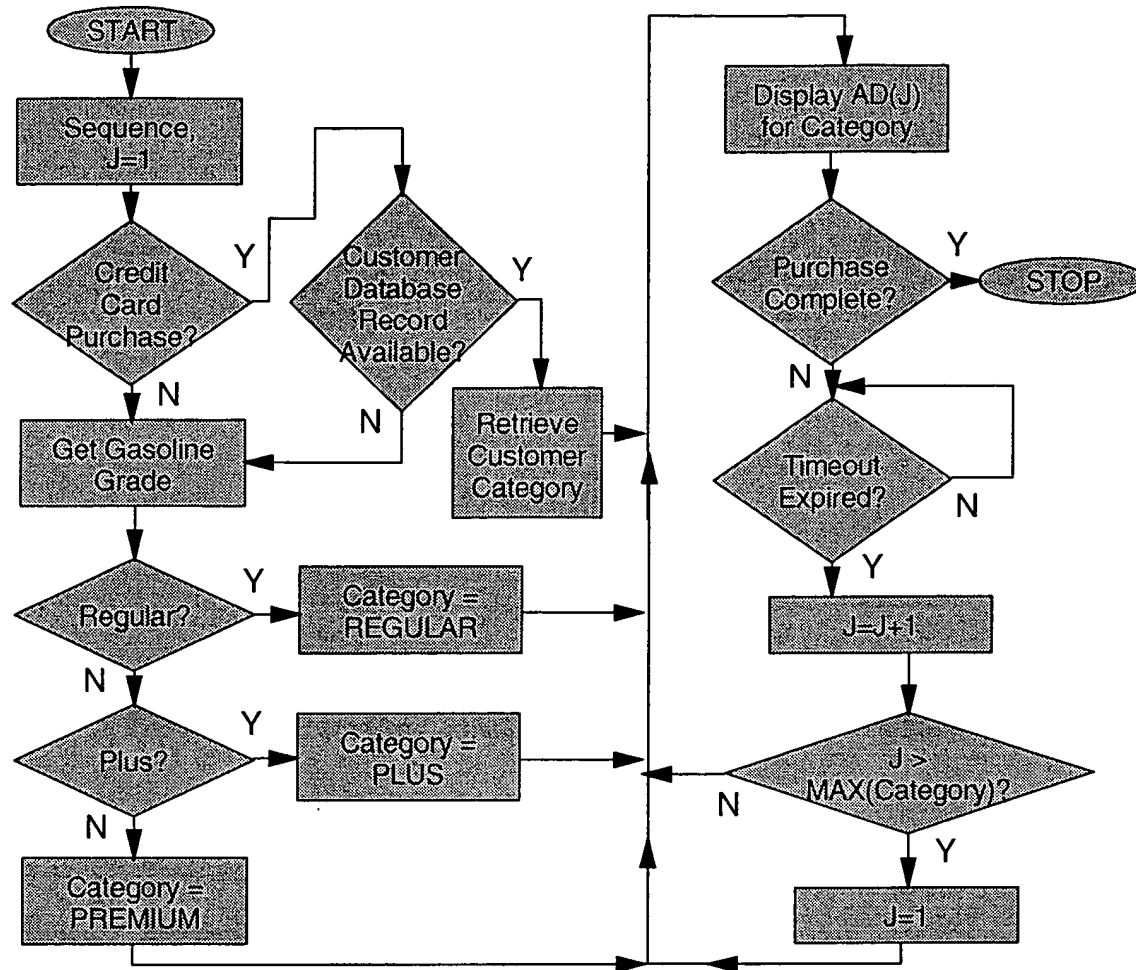 START
Sequence,
J=1
Credit
Card
Purchase?
Y
N
Customer
Database
Record
Available?
Y
N
Retrieve
Customer
Category
Get Gasoline
Grade
Regular?
Y
N
Category =
REGULAR
Plus?
Y
N
Category =
PLUS
Category =
PREMIUM
Display AD(J)
for Category
Purchase
Complete?
Y
N
STOP
Timeout
Expired?
N
Y
J=J+1
J >
MAX(Category)?
N
Y
J=1